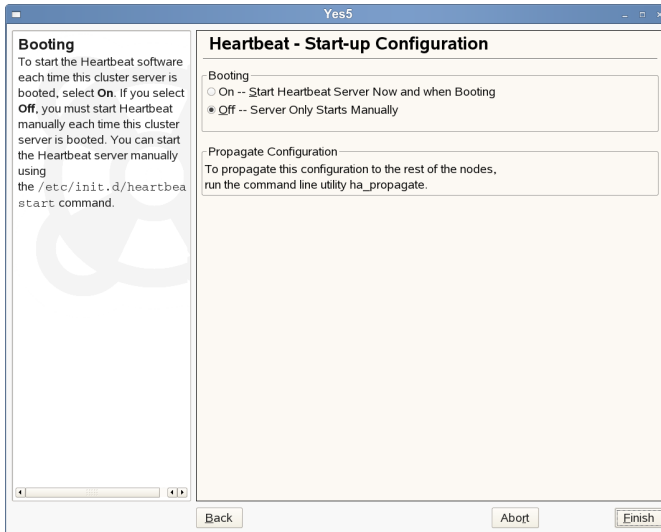 Yes5
Booting
To start the Heartbeat software
each time this cluster server is
booted, select On. If you select
Off, you must start Heartbeat
manually each time this cluster
server is booted. You can start
the Heartbeat server manually
using
the /etc/init.d/heartbea
start command.
Heartbeat - Start-up Configuration
Booting
On -- Start Heartbeat Server Now and when Booting
Off -- Server Only Starts Manually
Propagate Configuration
To propagate this configuration to the rest of the nodes,
run the command line utility ha_propagate.
Back
Abort
Finish